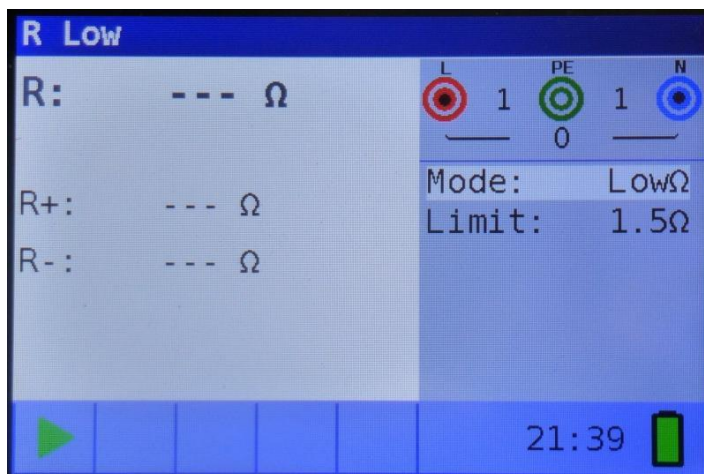 R Low
R: --- Ω
R+: --- Ω
R-: --- Ω
L PE N
1 1
0
Mode: LowΩ
Limit: 1.5Ω
21:39